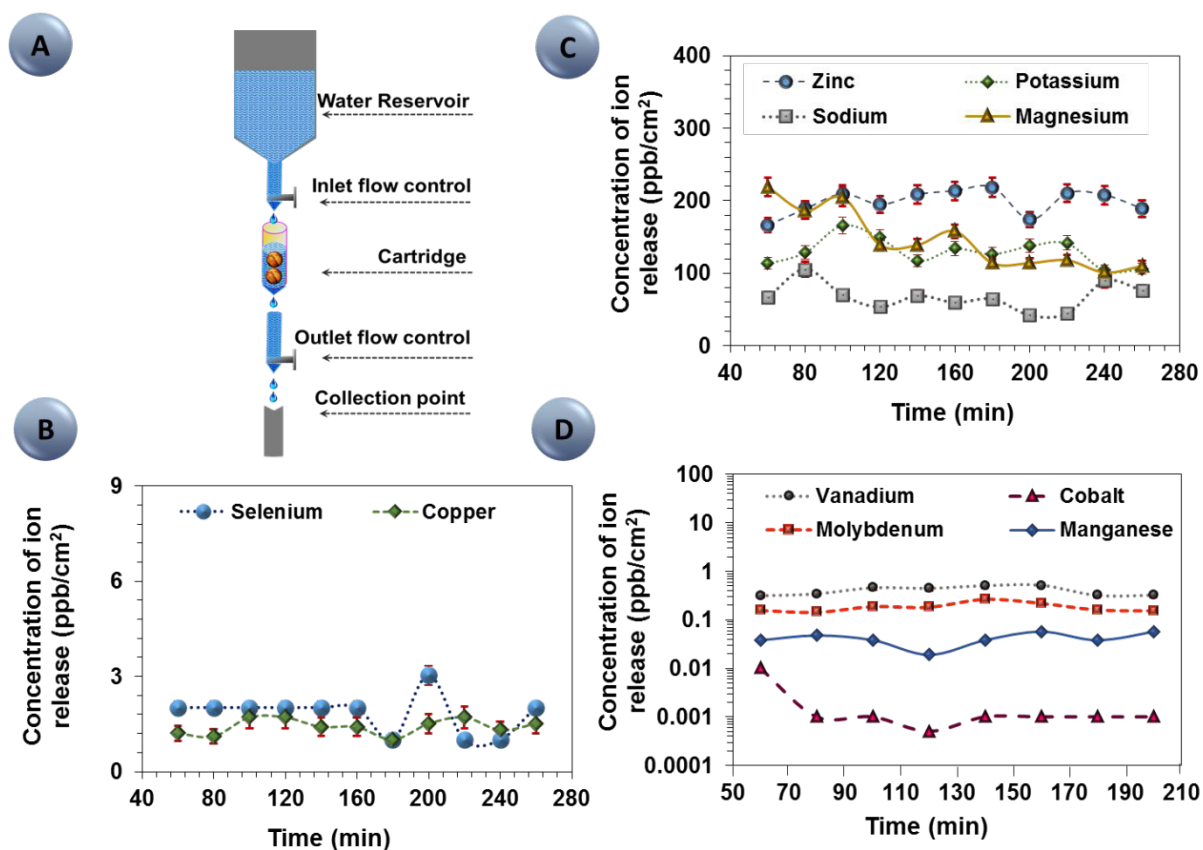 A
Water Reservoir
Inlet flow control
Cartridge
Outlet flow control
Collection point
B
Concentration of ion
release (ppb/cm²)
9
6
3
0
Selenium Copper
40 80 120 160 200 240 280
Time (min)
C
Concentration of ion
release (ppb/cm²)
400
300
200
100
0
Zinc Potassium
Sodium Magnesium
40 80 120 160 200 240 280
Time (min)
D
Concentration of ion
release (ppb/cm²)
100
10
1
0.1
0.01
0.001
0.0001
Vanadium Cobalt
Molybdenum Manganese
50 70 90 110 130 150 170 190 210
Time (min)